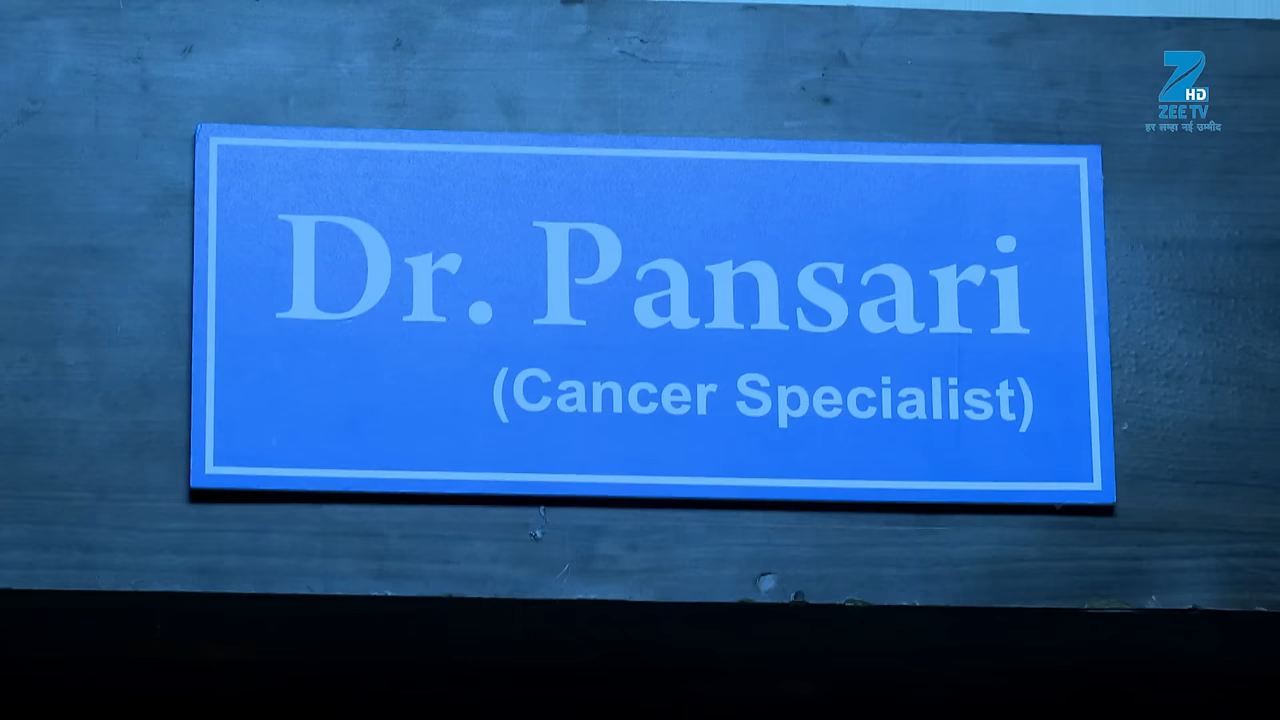 Z
HD
ZEE TV
हर लम्हा नई उम्मीद
Dr. Pansari
(Cancer Specialist)